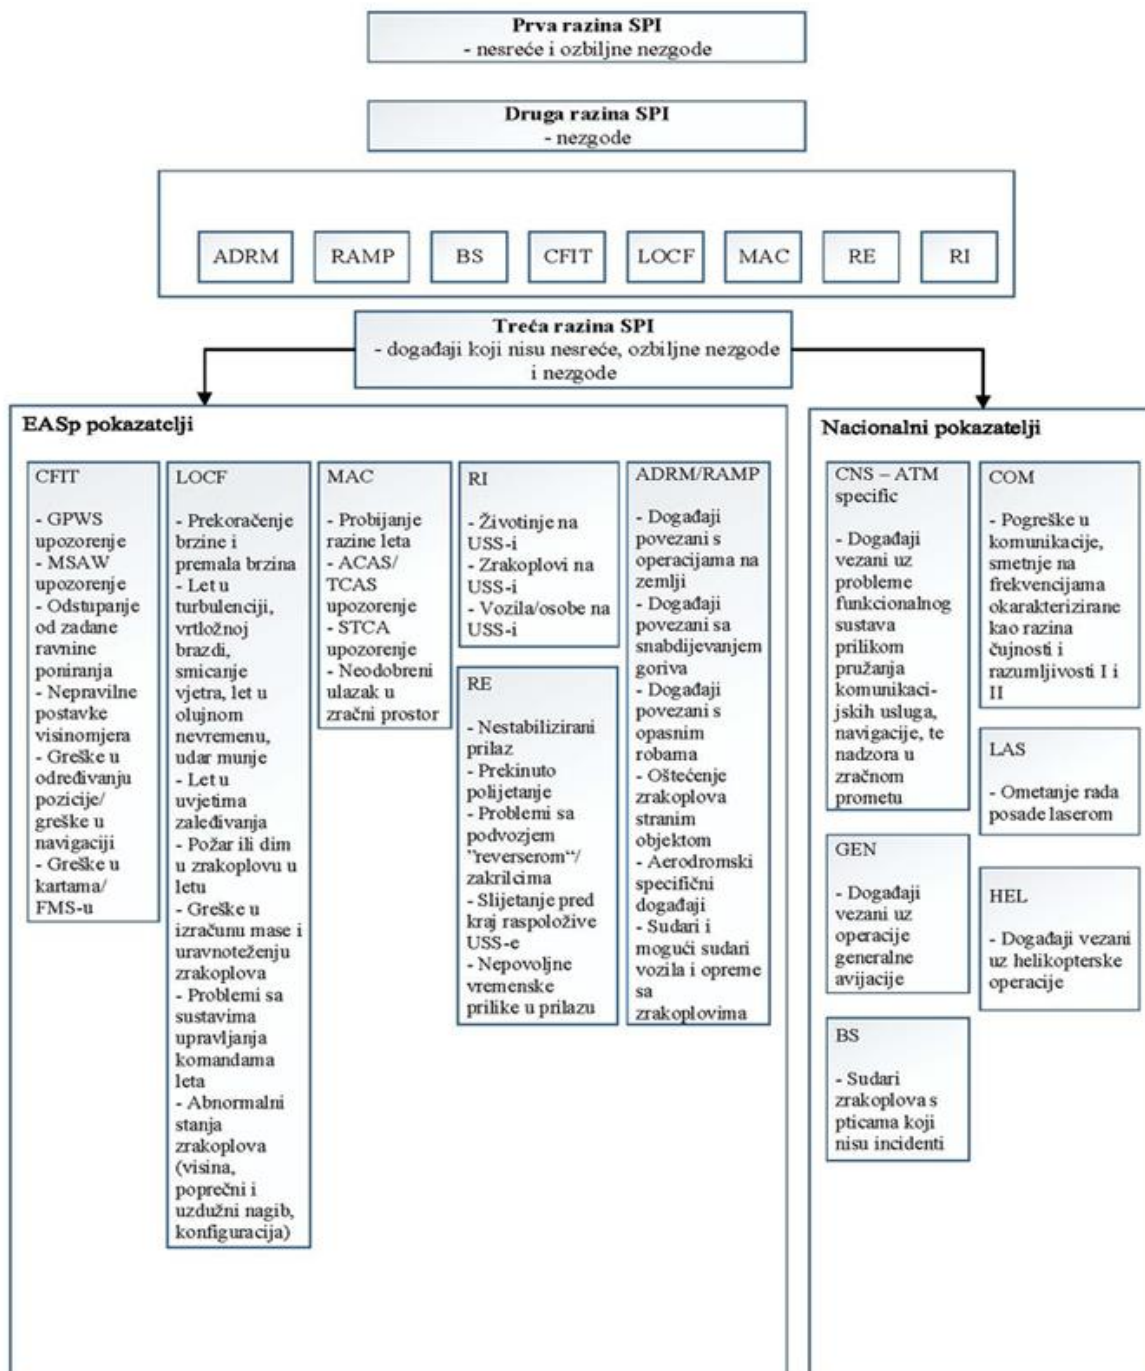 Prva razina SPI
- nesreće i ozbiljne nezgode
Druga razina SPI
- nezgode
ADRM
RAMP
BS
CFIT
LOCF
MAC
RE
RI
Treća razina SPI
- događaji koji nisu nesreće, ozbiljne nezgode
i nezgode
EASp pokazatelji
CFIT
- GPWS
upozorenje
- MSAW
upozorenje
- Odstupanje
od zadane
ravnine
poniranja
- Nepravilne
postavke
visinomjera
- Greške u
određivanju
pozicije/
greške u
navigaciji
- Greške u
kartama/
FMS-u
LOCF
- Prekoračenje
brzine i
premala brzina
- Let u
turbulenciji,
vrtložnoj
brazdi,
smicanje
vjetra, let u
olujnom
nevremenu,
udar munje
- Let u
uvjetima
zaleđivanja
- Požar ili dim
u zrakoplovu u
letu
- Greške u
izračunu mase i
uravnoteženju
zrakoplova
- Problemi sa
sustavima
upravljanja
komandama
leta
- Abnormalni
stanja
zrakoplova
(visina,
poprečni i
uzdužni nagib,
konfiguracija)
MAC
- Probijanje
razine leta
- ACAS/
TCAS
upozorenje
- STCA
upozorenje
- Neodobreni
ulazak u
zračni prostor
RI
- Životinje na
USS-i
- Zrakoplovi na
USS-i
- Vozila/osobe na
USS-i
RE
- Nestabilizirani
prilaz
- Prekinuto
polijetanje
- Problemi sa
podvozjem
"reverserom“/
zakrilcima
- Slijetanje pred
kraj raspoložive
USS-e
- Nepovoljne
vremenske
prilike u prilazu
ADRM/RAMP
- Događaji
povezani s
operacijama na
zemlji
- Događaji
povezani sa
snabdijevanjem
goriva
- Događaji
povezani s
opasnim
robama
- Oštećenje
zrakoplova
stranim
objektom
- Aerodromski
specifični
događaji
- Sudari i
mogući sudari
vozila i opreme
sa
zrakoplovima
Nacionalni pokazatelji
CNS – ATM
specific
- Događaji
vezani uz
probleme
funkcionalnog
sustava
prilikom
pružanja
komunikaci-
jskih usluga,
navigacije, te
nadzora u
zračnom
prometu
GEN
- Događaji
vezani uz
operacije
generalne
avijacije
BS
- Sudari
zrakoplova s
pticama koji
nisu incidenti
COM
- Pogreške u
komunikacije,
smetnje na
frekvencijama
okarakterizirane
kao razina
čujnosti i
razumljivosti I i
II
LAS
- Ometanje rada
posade laserom
HEL
- Događaji vezani
uz helikopterske
operacije